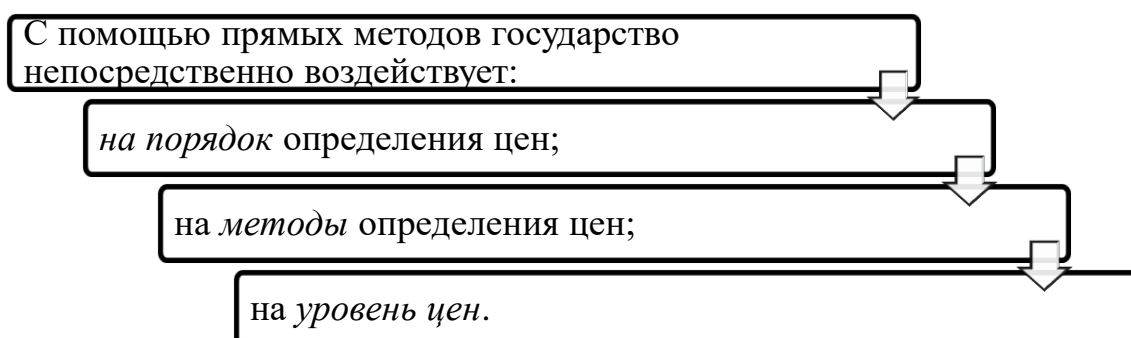 С помощью прямых методов государство
непосредственно воздействует:
на порядок определения цен;
на методы определения цен;
на уровень цен.